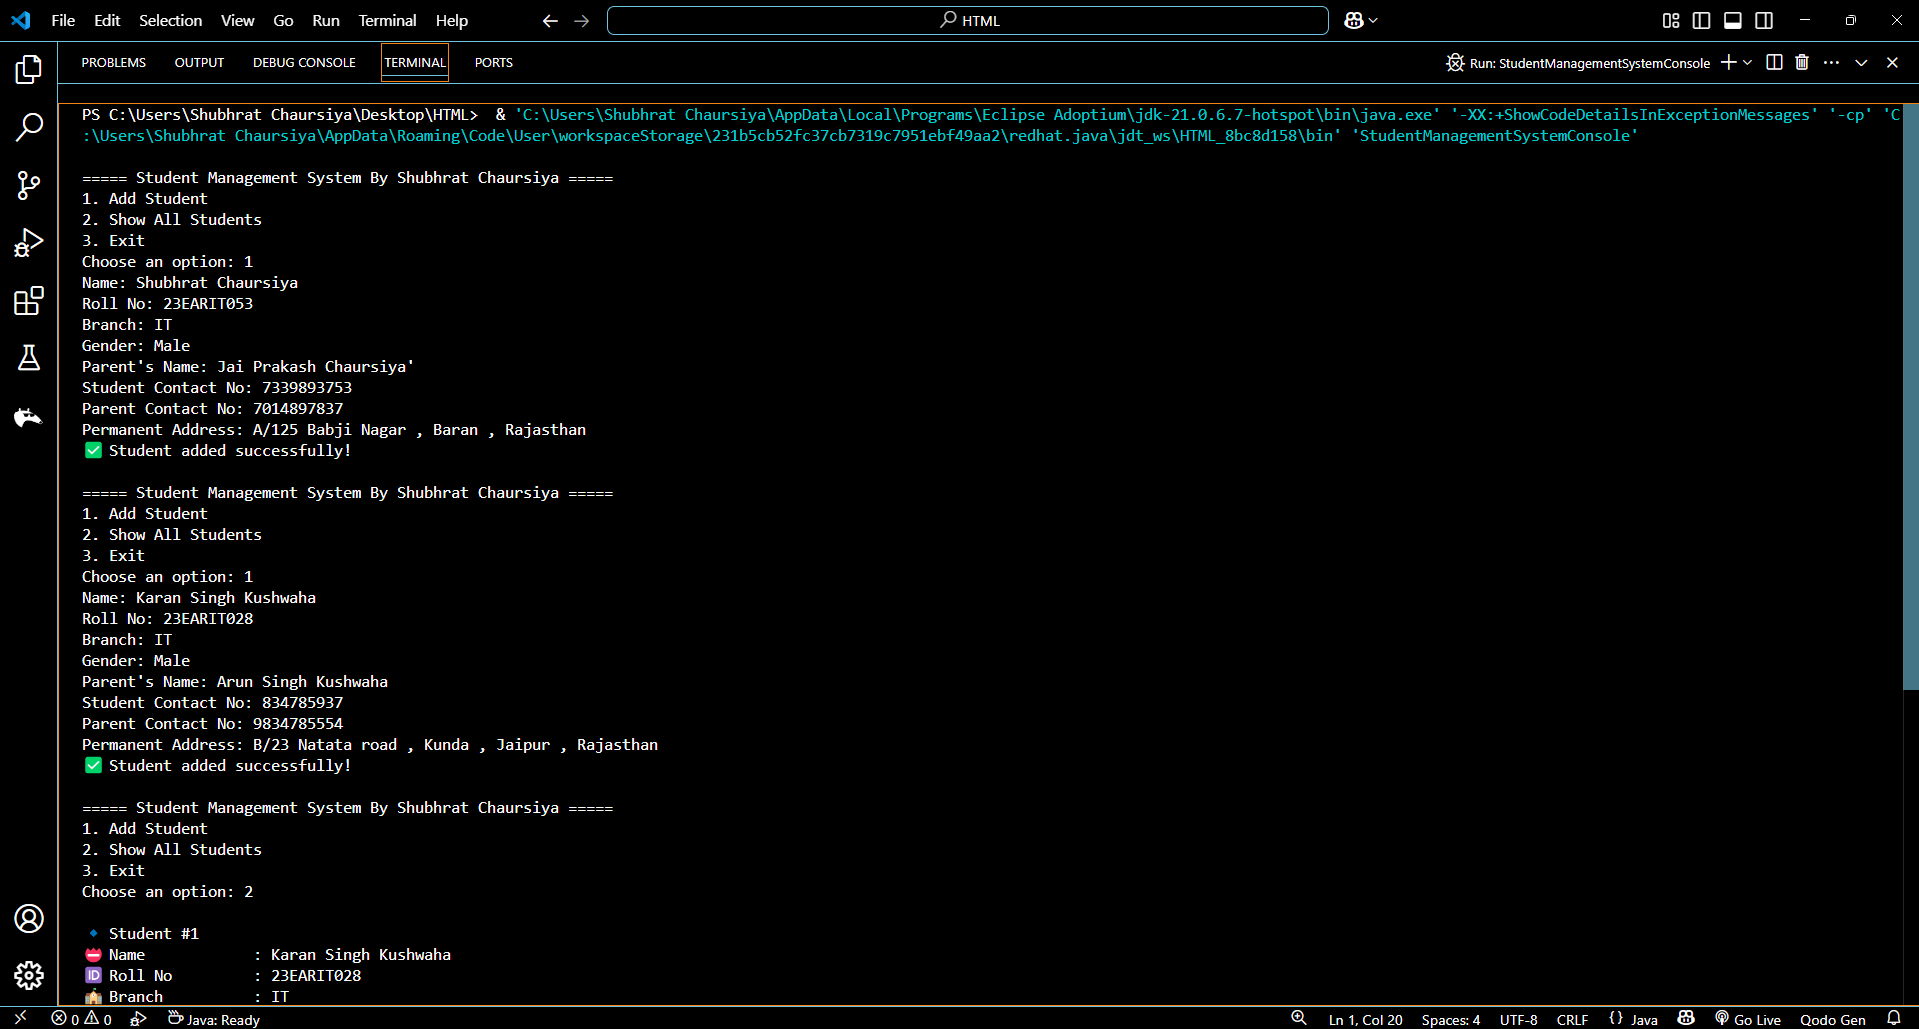 File Edit Selection View Go Run Terminal Help
HTML
PROBLEMS OUTPUT DEBUG CONSOLE TERMINAL PORTS
Run: StudentManagementSystemConsole
PS C:\Users\Shubhrat Chaursiya\Desktop\HTML>  & 'C:\Users\Shubhrat Chaursiya\AppData\Local\Programs\Eclipse Adoptium\jdk-21.0.6.7-hotspot\bin\java.exe' '-XX:+ShowCodeDetailsInExceptionMessages' '-cp' 'C
:\Users\Shubhrat Chaursiya\AppData\Roaming\Code\User\workspaceStorage\231b5cb52fc37cb7319c7951ebf49aa2\redhat.java\jdt_ws\HTML_8bc8d158\bin' 'StudentManagementSystemConsole'
===== Student Management System By Shubhrat Chaursiya =====
1. Add Student
2. Show All Students
3. Exit
Choose an option: 1
Name: Shubhrat Chaursiya
Roll No: 23EARIT053
Branch: IT
Gender: Male
Parent's Name: Jai Prakash Chaursiya'
Student Contact No: 7339893753
Parent Contact No: 7014897837
Permanent Address: A/125 Babji Nagar , Baran , Rajasthan
✅ Student added successfully!
===== Student Management System By Shubhrat Chaursiya =====
1. Add Student
2. Show All Students
3. Exit
Choose an option: 1
Name: Karan Singh Kushwaha
Roll No: 23EARIT028
Branch: IT
Gender: Male
Parent's Name: Arun Singh Kushwaha
Student Contact No: 834785937
Parent Contact No: 9834785554
Permanent Address: B/23 Natata road , Kunda , Jaipur , Rajasthan
✅ Student added successfully!
===== Student Management System By Shubhrat Chaursiya =====
1. Add Student
2. Show All Students
3. Exit
Choose an option: 2
🔹 Student #1
📛 Name : Karan Singh Kushwaha
🆔 Roll No : 23EARIT028
🏫 Branch : IT
0 0 Java: Ready Ln 1, Col 20 Spaces: 4 UTF-8 CRLF {} Java Go Live Qodo Gen